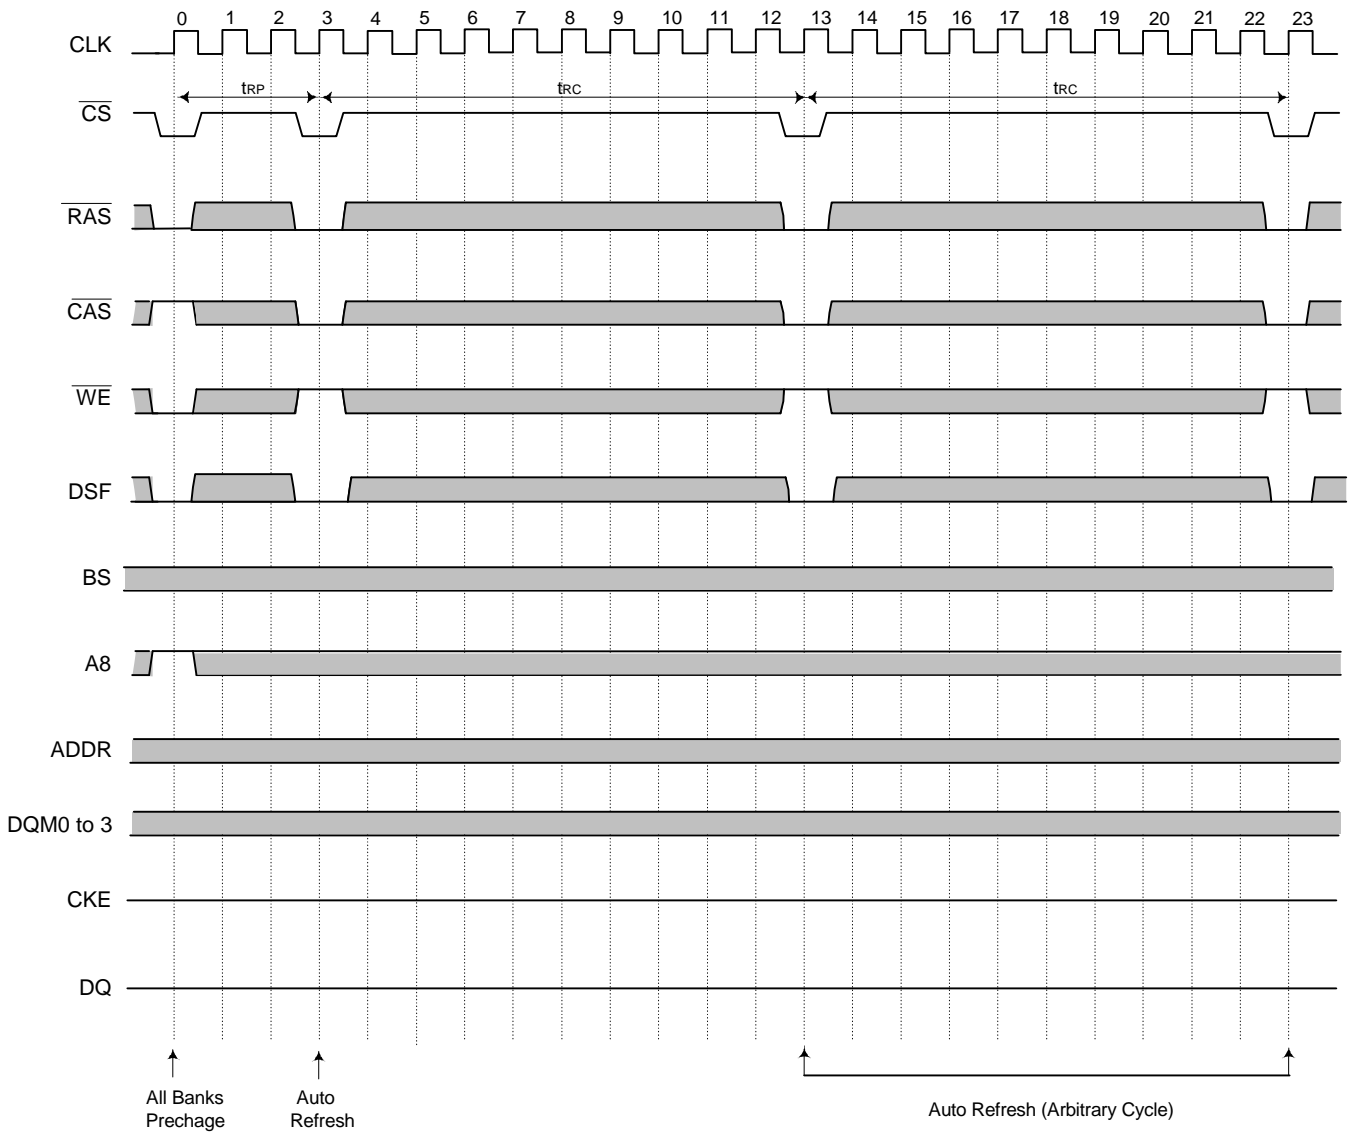 0 1 2 3 4 5 6 7 8 9 10 11 12 13 14 15 16 17 18 19 20 21 22 23
CLK
tRP tRC tRC
CS
RAS
CAS
WE
DSF
BS
A8
ADDR
DQM0 to 3
CKE
DQ
All Banks
Prechage
Auto
Refresh
Auto Refresh (Arbitrary Cycle)